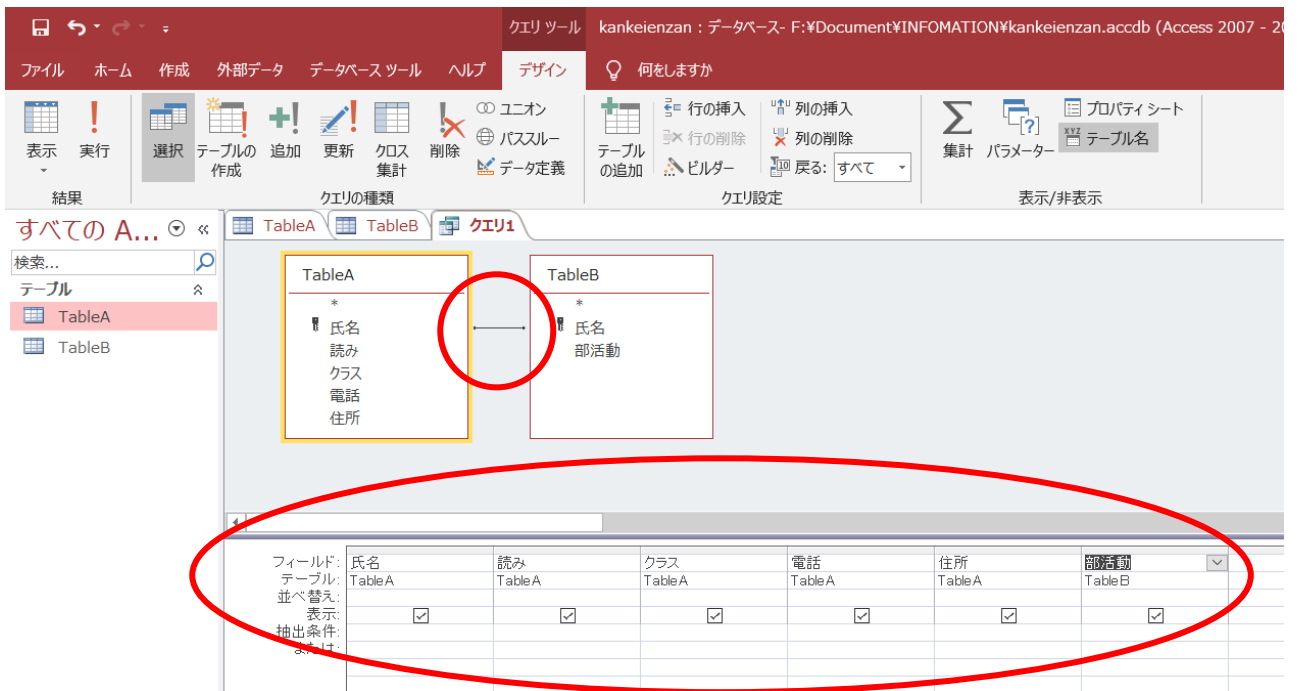 クエリ ツール kankeienzan : データベース- F:¥Document¥INFOMATION¥kankeienzan.accdb (Access 2007 - 20
ファイル ホーム 作成 外部データ データベース ツール ヘルプ デザイン 何をしますか
表示 実行 選択 テーブルの 作成 追加 更新 クロス 集計 削除
ユニオン
パススルー
データ定義
テーブル の追加
行の挿入
行の削除
ビルダー
列の挿入
列の削除
戻る: すべて
集計 パラメーター
プロパティ シート
テーブル名
結果 クエリの種類 クエリ設定 表示/非表示
すべての A... «
検索...
テーブル
TableA
TableB
TableA TableB クエリ1
TableA
*
氏名
読み
クラス
電話
住所
TableB
*
氏名
部活動
フィールド: 氏名 読み クラス 電話 住所 部活動
テーブル: TableA TableA TableA TableA TableA TableB
並べ替え:
表示:
抽出条件:
または: